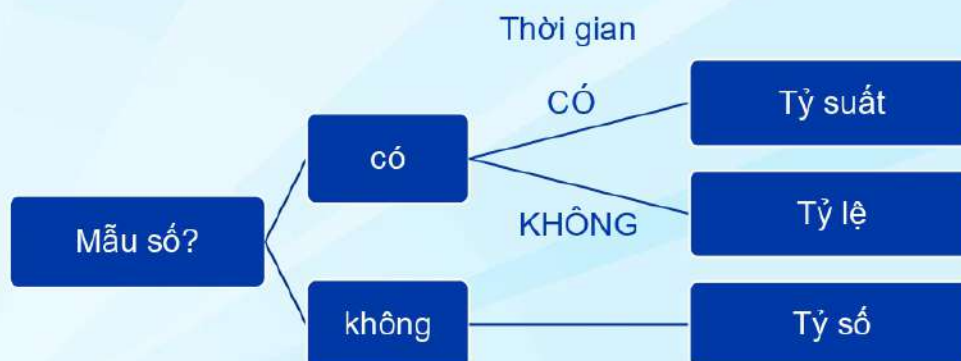 Thời gian
CÓ
Tỷ suất
có
KHÔNG
Tỷ lệ
Mẫu số?
không
Tỷ số